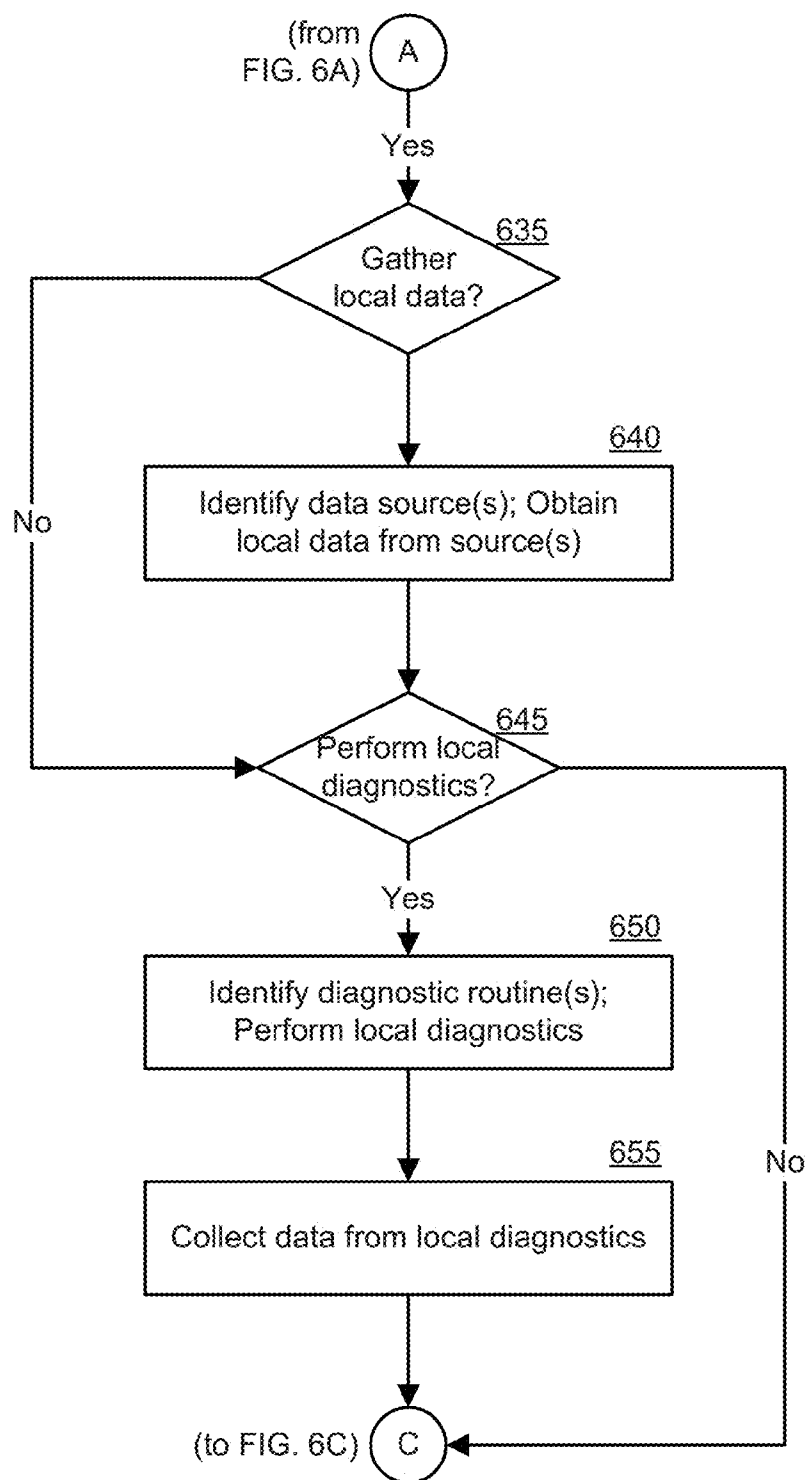 (from
FIG. 6A)
A
Yes
635
Gather
local data?
640
Identify data source(s); Obtain
local data from source(s)
No
645
Perform local
diagnostics?
Yes
650
Identify diagnostic routine(s);
Perform local diagnostics
655
No
Collect data from local diagnostics
(to FIG. 6C)
C